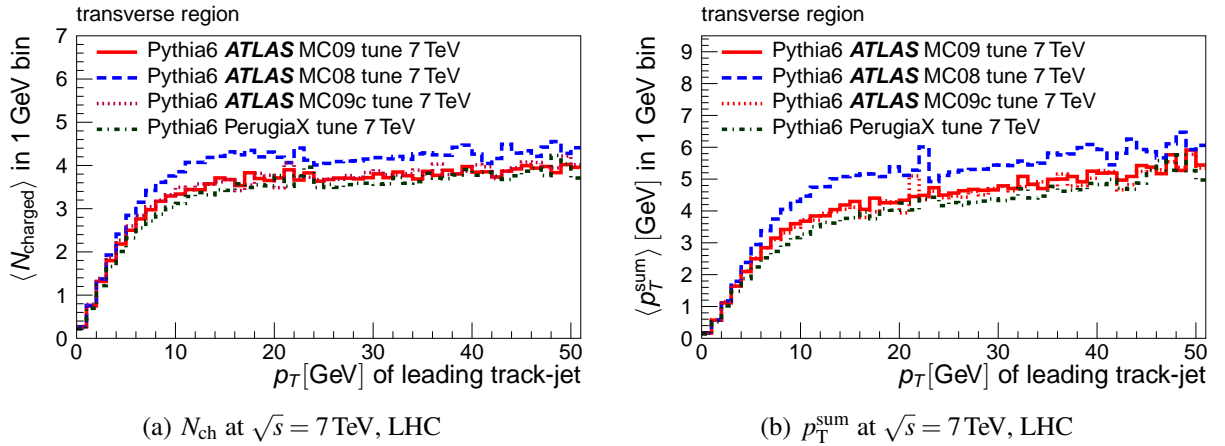 transverse region
7
6
5
4
3
2
1
0
⟨N_charged⟩ in 1 GeV bin
Pythia6 ATLAS MC09 tune 7 TeV
Pythia6 ATLAS MC08 tune 7 TeV
Pythia6 ATLAS MC09c tune 7 TeV
Pythia6 PerugiaX tune 7 TeV
0 10 20 30 40 50
p_T [GeV] of leading track-jet
(a) N_ch at √s = 7 TeV, LHC
transverse region
9
8
7
6
5
4
3
2
1
0
⟨p_T^sum⟩ [GeV] in 1 GeV bin
Pythia6 ATLAS MC09 tune 7 TeV
Pythia6 ATLAS MC08 tune 7 TeV
Pythia6 ATLAS MC09c tune 7 TeV
Pythia6 PerugiaX tune 7 TeV
0 10 20 30 40 50
p_T [GeV] of leading track-jet
(b) p_T^sum at √s = 7 TeV, LHC